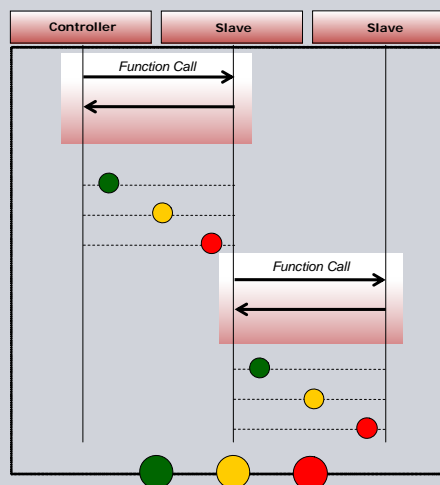 Controller
Slave
Slave
Function Call
Function Call